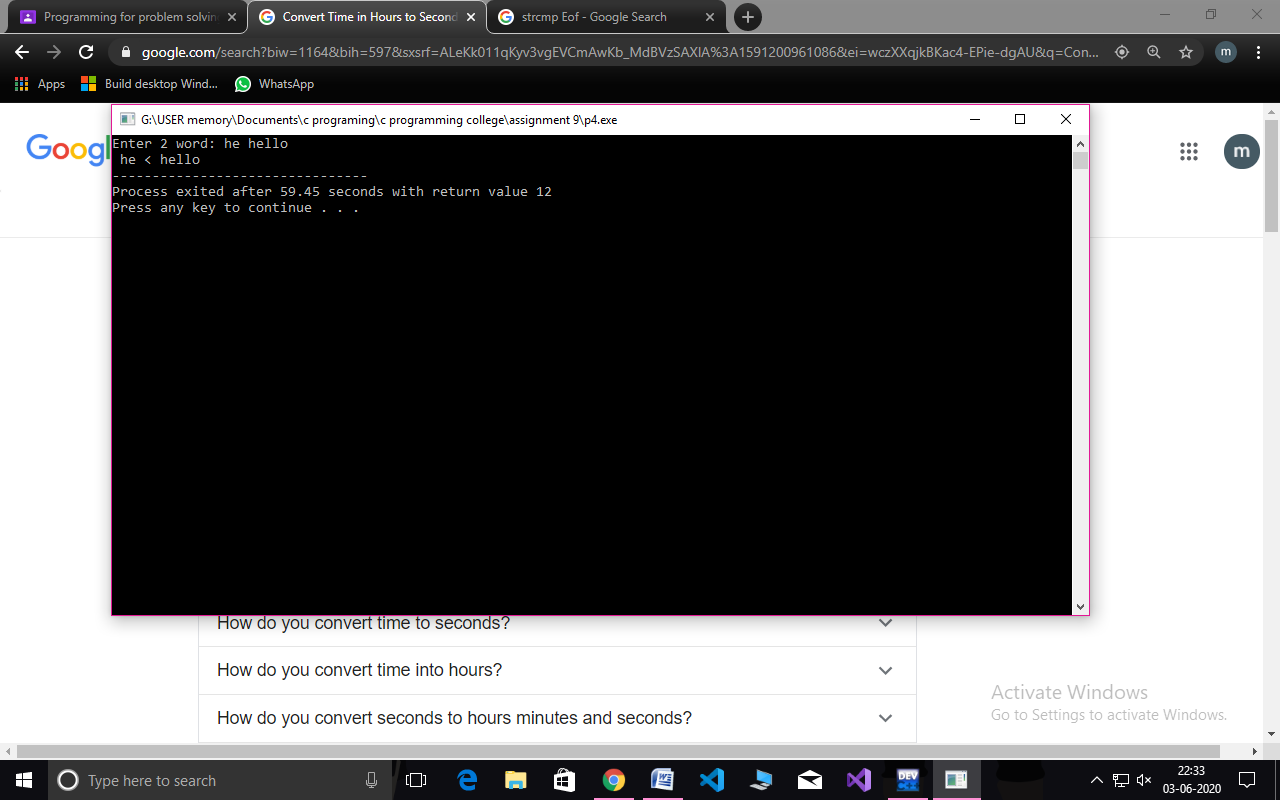 Programming for problem solvin
Convert Time in Hours to Second
strcmp Eof - Google Search
google.com/search?biw=1164&bih=597&sxsrf=ALeKk011qKyv3vgEVCmAwKb_MdBVzSAXIA%3A1591200961086&ei=wczXXqjkBKac4-EPie-dgAU&q=Con...
m
Apps
Build desktop Wind...
WhatsApp
G:\USER memory\Documents\c programing\c programming college\assignment 9\p4.exe
Googl
m
Enter 2 word: he hello
he < hello
--------------------------------
Process exited after 59.45 seconds with return value 12
Press any key to continue . . .
How do you convert time to seconds?
How do you convert time into hours?
How do you convert seconds to hours minutes and seconds?
Activate Windows
Go to Settings to activate Windows.
Type here to search
DEV
22:33
03-06-2020